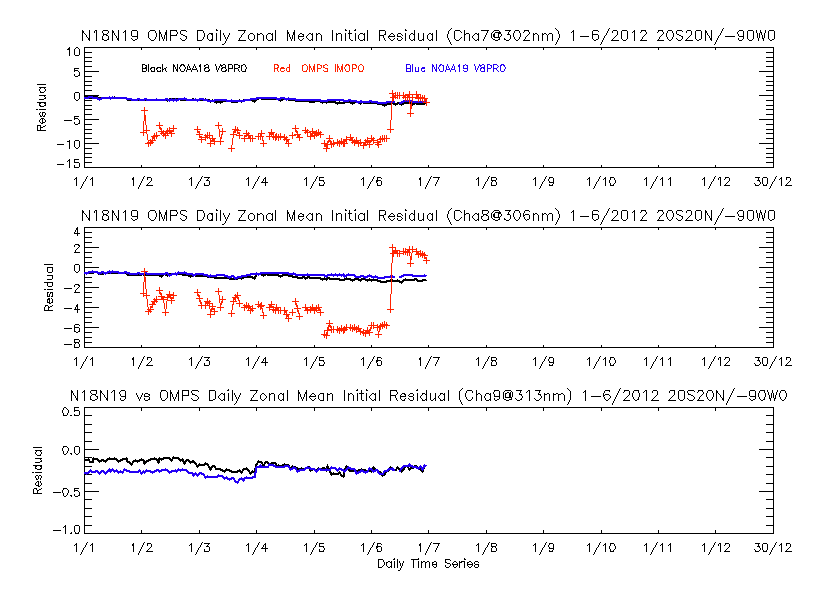 N18N19 OMPS Daily Zonal Mean Initial Residual (Cha7@302nm) 1-6/2012 20S20N/-90W0
Black NOAA18 V8PRO Red OMPS IMOPO Blue NOAA19 V8PRO
Residual
10
5
0
-5
-10
-15
1/1 1/2 1/3 1/4 1/5 1/6 1/7 1/8 1/9 1/10 1/11 1/12 30/12
N18N19 OMPS Daily Zonal Mean Initial Residual (Cha8@306nm) 1-6/2012 20S20N/-90W0
Residual
4
2
0
-2
-4
-6
-8
1/1 1/2 1/3 1/4 1/5 1/6 1/7 1/8 1/9 1/10 1/11 1/12 30/12
N18N19 vs OMPS Daily Zonal Mean Initial Residual (Cha9@313nm) 1-6/2012 20S20N/-90W0
Residual
0.5
0.0
-0.5
-1.0
1/1 1/2 1/3 1/4 1/5 1/6 1/7 1/8 1/9 1/10 1/11 1/12 30/12
Daily Time Series